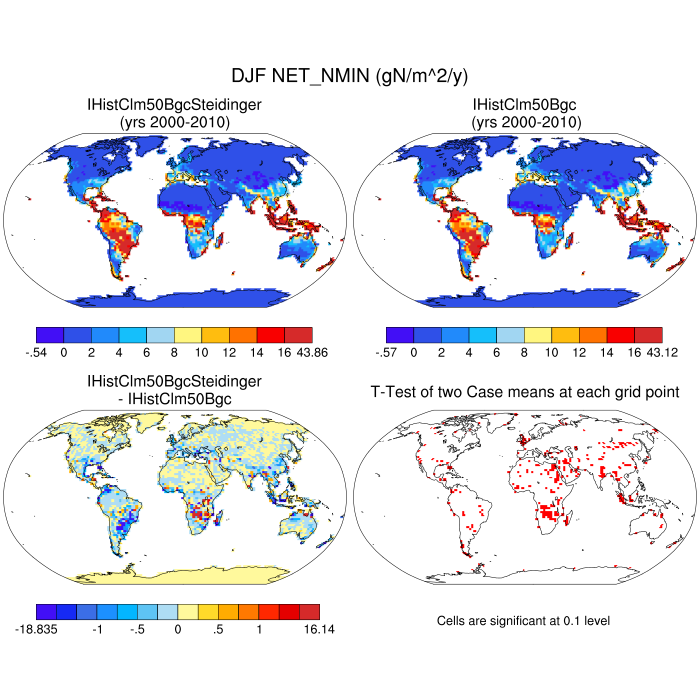 DJF NET_NMIN (gN/m^2/y)
IHistClm50BgcSteidinger
(yrs 2000-2010)
IHistClm50Bgc
(yrs 2000-2010)
-.54 0 2 4 6 8 10 12 14 16 43.86
-.57 0 2 4 6 8 10 12 14 16 43.12
IHistClm50BgcSteidinger
- IHistClm50Bgc
T-Test of two Case means at each grid point
-18.835 -1 -.5 0 .5 1 16.14
Cells are significant at 0.1 level